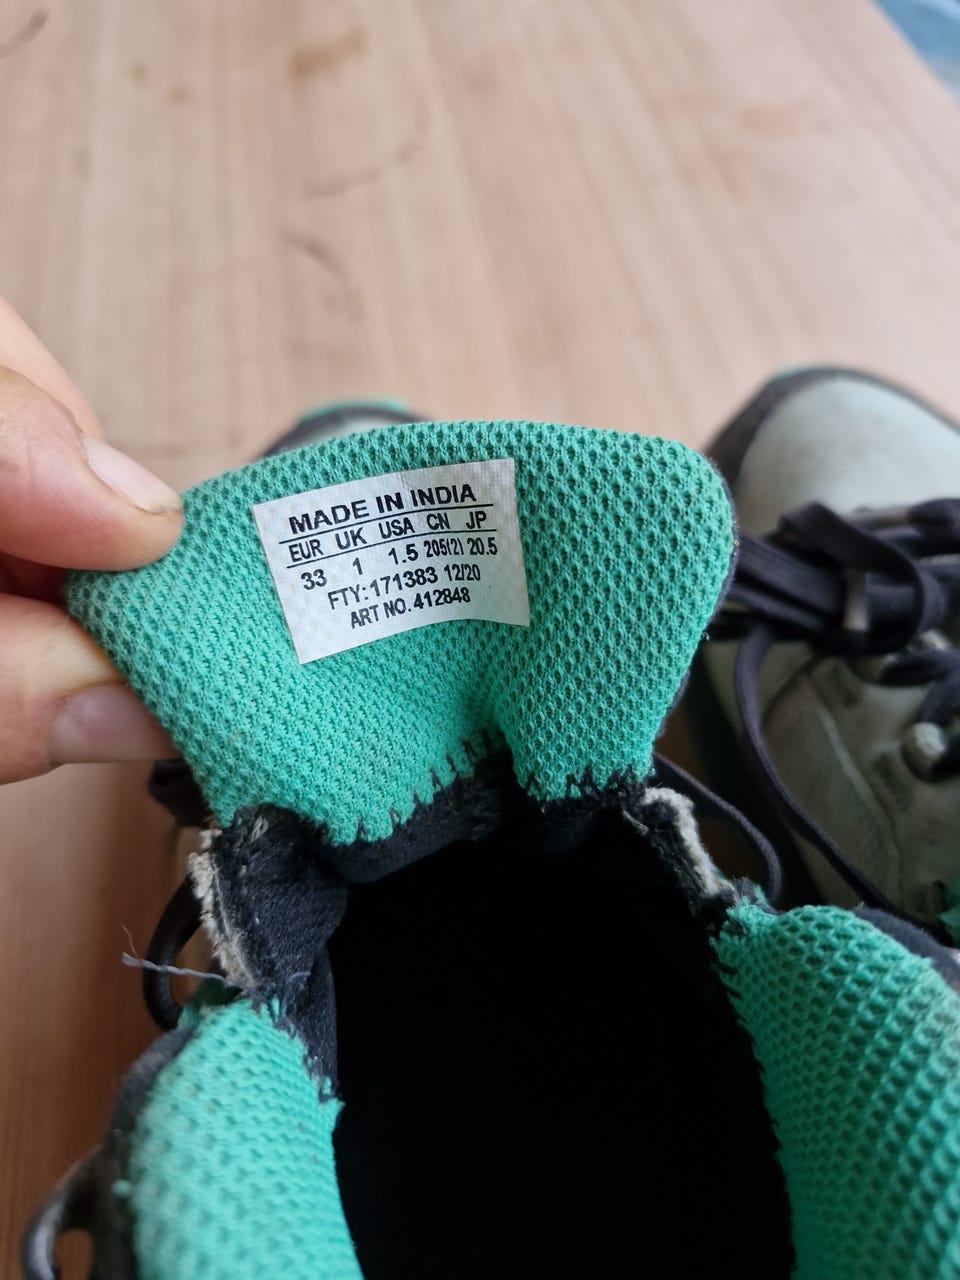 MADE IN INDIA
EUR UK USA CN JP
33 1 1.5 205(2) 20.5
FTY: 171383 12/20
ART NO. 412848